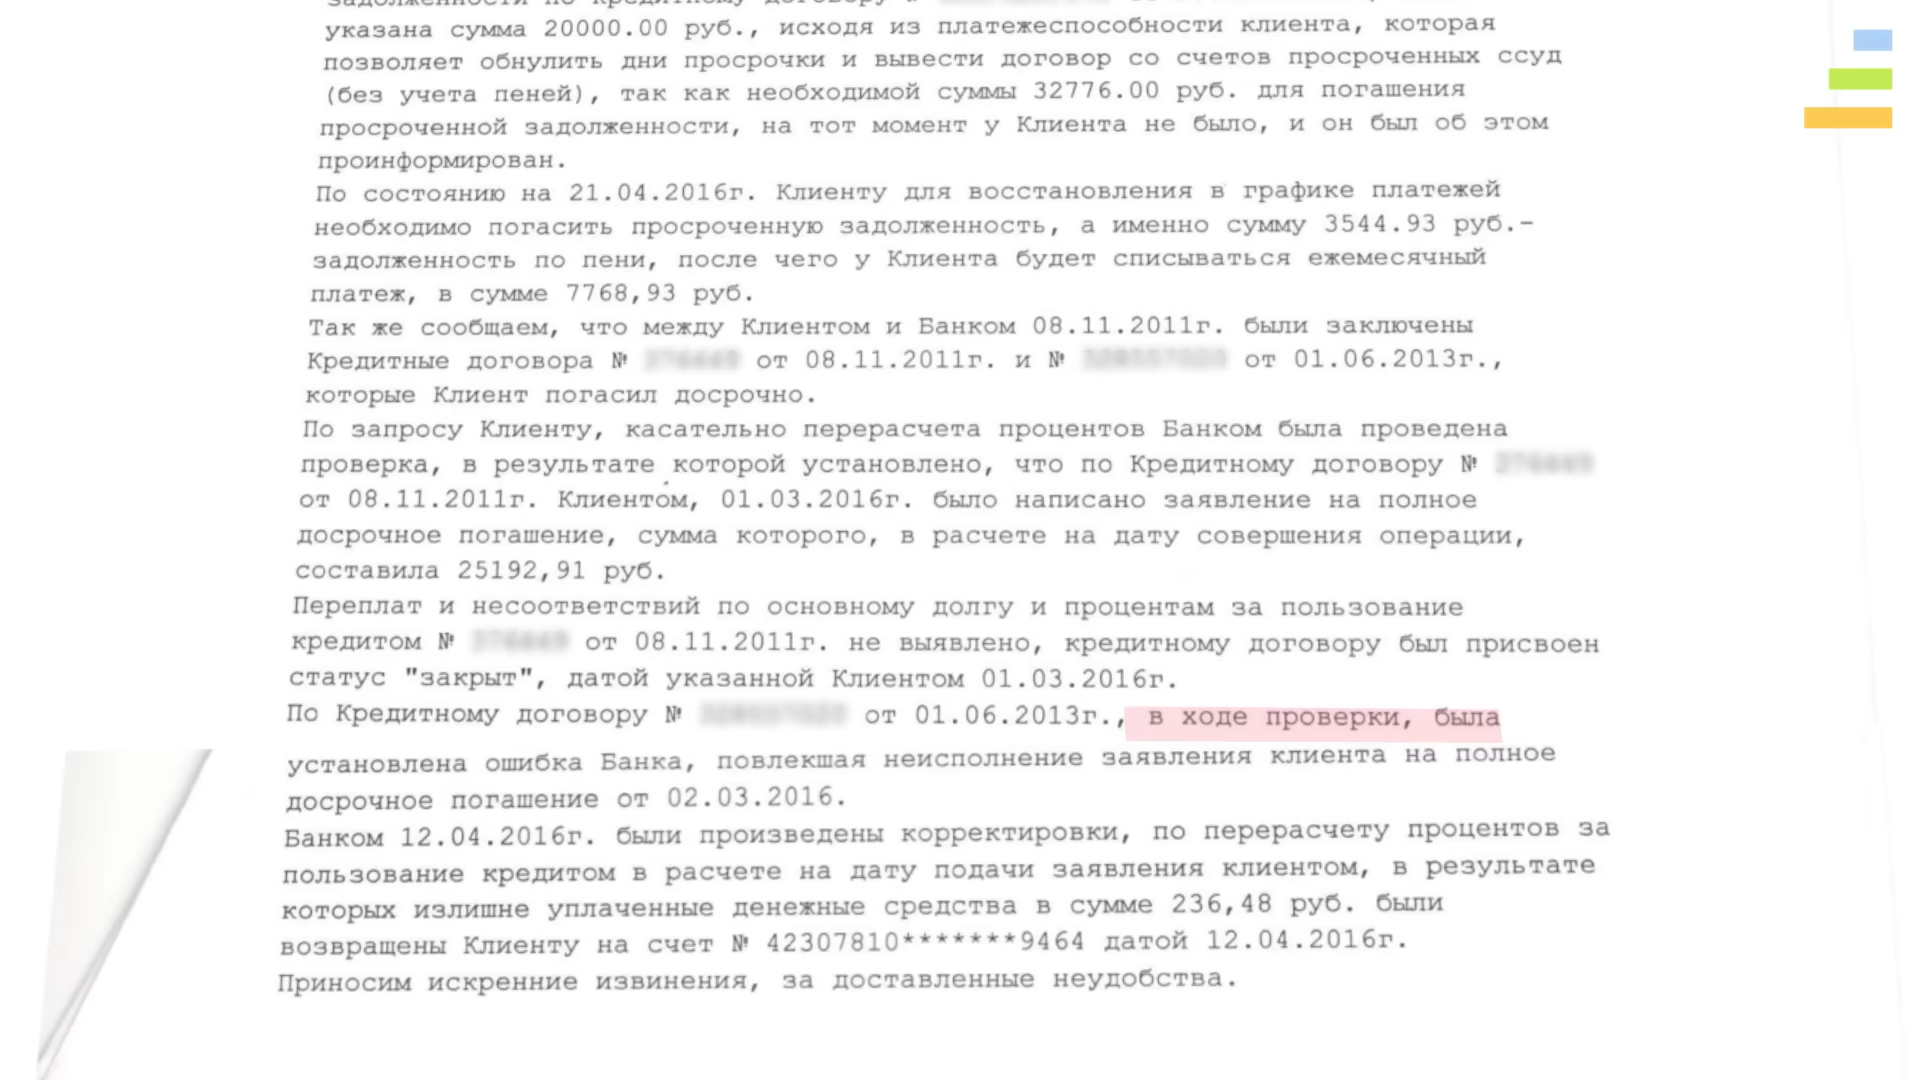 задолженности по кредитному договору
указана сумма 20000.00 руб., исходя из платежеспособности клиента, которая
позволяет обнулить дни просрочки и вывести договор со счетов просроченных ссуд
(без учета пеней), так как необходимой суммы 32776.00 руб. для погашения
просроченной задолженности, на тот момент у Клиента не было, и он был об этом
проинформирован.
По состоянию на 21.04.2016г. Клиенту для восстановления в графике платежей
необходимо погасить просроченную задолженность, а именно сумму 3544.93 руб.-
задолженность по пени, после чего у Клиента будет списываться ежемесячный
платеж, в сумме 7768,93 руб.
Так же сообщаем, что между Клиентом и Банком 08.11.2011г. были заключены
Кредитные договора № от 08.11.2011г. и № от 01.06.2013г.,
которые Клиент погасил досрочно.
По запросу Клиенту, касательно перерасчета процентов Банком была проведена
проверка, в результате которой установлено, что по Кредитному договору №
от 08.11.2011г. Клиентом, 01.03.2016г. было написано заявление на полное
досрочное погашение, сумма которого, в расчете на дату совершения операции,
составила 25192,91 руб.
Переплат и несоответствий по основному долгу и процентам за пользование
кредитом № от 08.11.2011г. не выявлено, кредитному договору был присвоен
статус "закрыт", датой указанной Клиентом 01.03.2016г.
По Кредитному договору № от 01.06.2013г., в ходе проверки, была
установлена ошибка Банка, повлекшая неисполнение заявления клиента на полное
досрочное погашение от 02.03.2016.
Банком 12.04.2016г. были произведены корректировки, по перерасчету процентов за
пользование кредитом в расчете на дату подачи заявления клиентом, в результате
которых излишне уплаченные денежные средства в сумме 236,48 руб. были
возвращены Клиенту на счет № 42307810*******9464 датой 12.04.2016г.
Приносим искренние извинения, за доставленные неудобства.